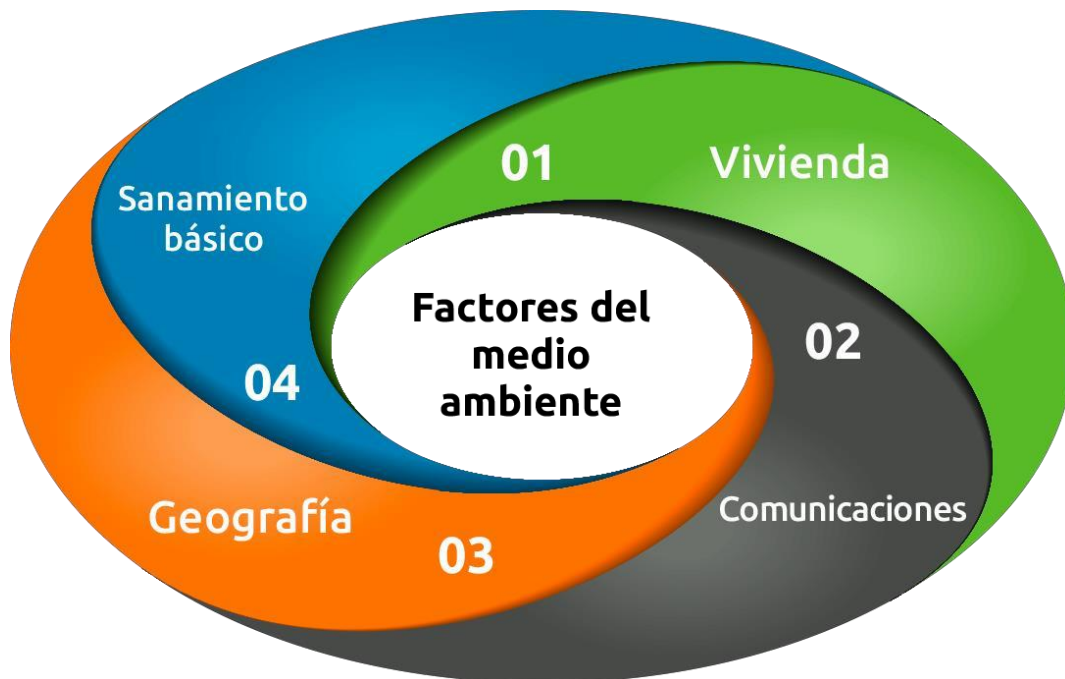 Factores del
medio
ambiente
01
Vivienda
02
Comunicaciones
03
Geografía
04
Sanamiento
básico